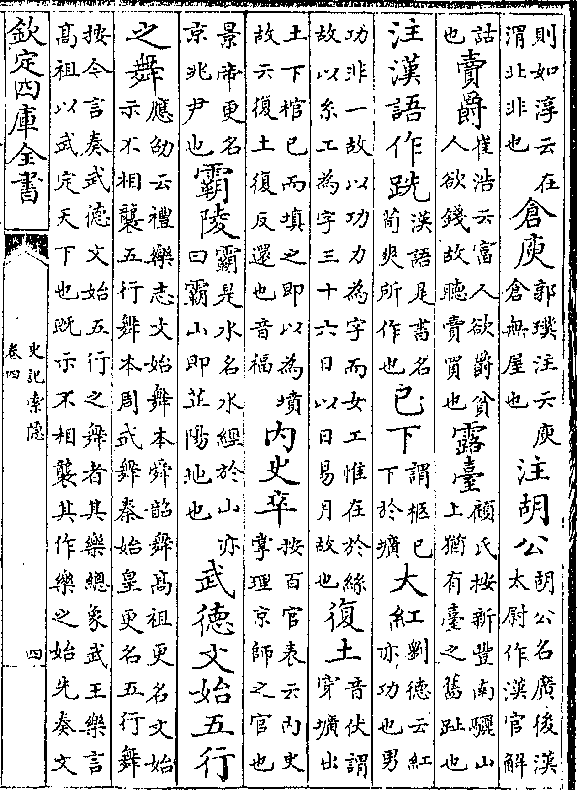 則如淳云在渭北非也倉庾郭璞注云庾倉無屋也注胡公胡公名廣後漢太尉作漢官解
詁也賣爵崔浩云富人欲爵貧人欲錢故聽賣買也露臺顧氏按新豐南驪山上猶有臺之舊趾也
注漢語作跣漢語是書名荀爽所作也已下謂柩已下於壙大紅劉德云紅亦功也男
功非一故以功力為字而女工惟在於絲故以糸工為字三十六日以日易月故也復土音伏謂穿壙出
土下棺已而填之即以為墳故云復土復反還也音福內史卒按百官表云內史掌理京師之官也
景帝更名京兆尹也霸陵霸是水名水經於山亦曰霸山即芷陽地也武德文始五行
之舞應劭云禮樂志文始舞本舜韶舞髙祖更名文始示不相襲五行舞本周武舞秦始皇更名五行舞
按今言奏武德文始五行之舞者其樂總象武王樂言髙祖以武定天下也既示不相襲其作樂之始先奏文
欽定四庫全書
史記索隱
卷四
四